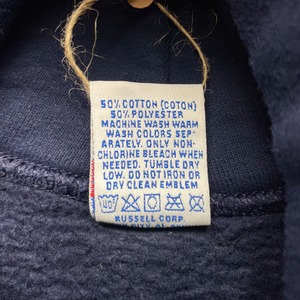 50% COTTON (COTON)
50% POLYESTER
MACHINE WASH WARM
WASH COLORS SEP-
ARATELY. ONLY NON-
CHLORINE BLEACH WHEN
NEEDED. TUMBLE DRY
LOW. DO NOT IRON OR
DRY CLEAN EMBLEM
RUSSELL CORP.